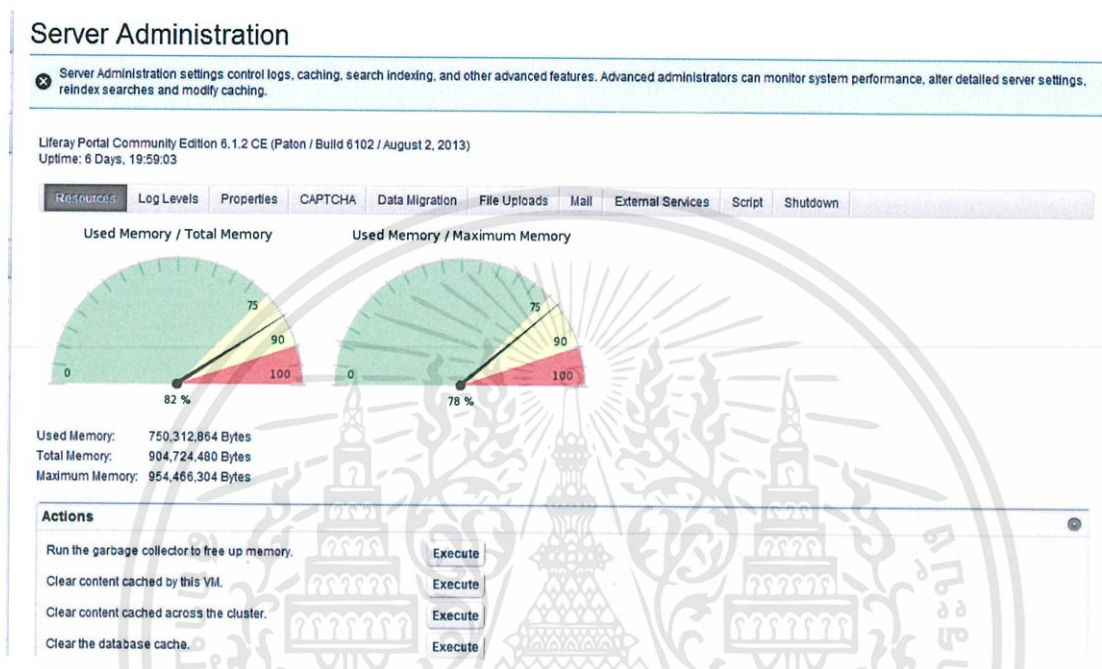 Server Administration
Server Administration settings control logs, caching, search indexing, and other advanced features. Advanced administrators can monitor system performance, alter detailed server settings,
reindex searches and modify caching.
Liferay Portal Community Edition 6.1.2 CE (Paton / Build 6102 / August 2, 2013)
Uptime: 6 Days, 19:59:03
Resources Log Levels Properties CAPTCHA Data Migration File Uploads Mail External Services Script Shutdown
Used Memory / Total Memory Used Memory / Maximum Memory
75 75
90 90
0 100 0 100
82 % 78 %
Used Memory: 750,312,864 Bytes
Total Memory: 904,724,480 Bytes
Maximum Memory: 954,466,304 Bytes
Actions
Run the garbage collector to free up memory. Execute
Clear content cached by this VM. Execute
Clear content cached across the cluster. Execute
Clear the database cache. Execute